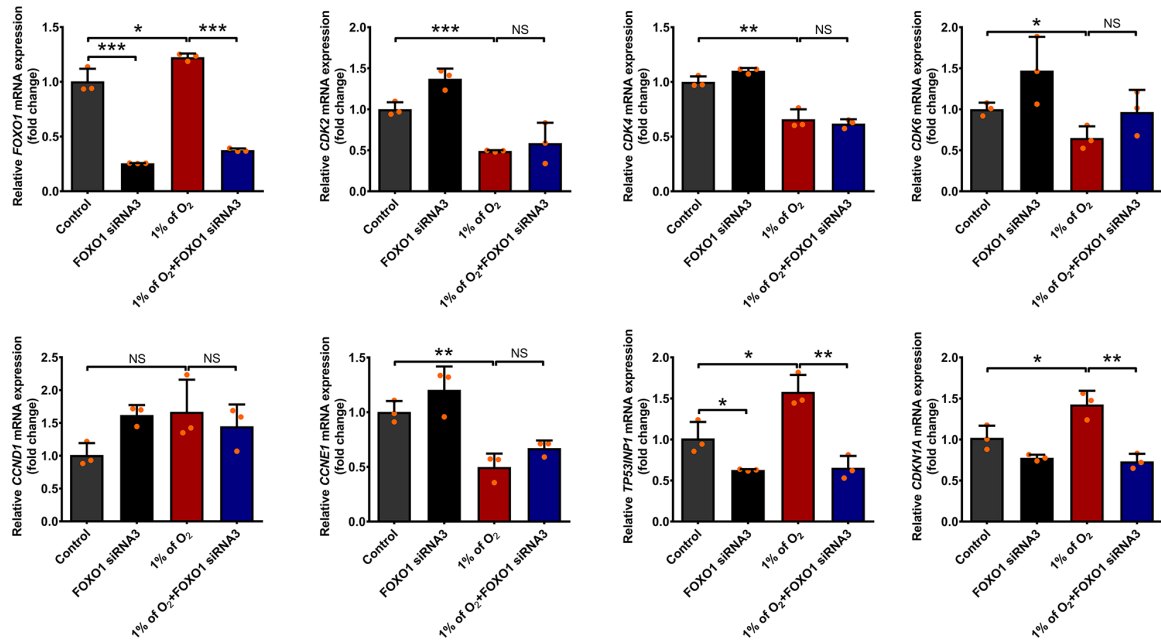 Relative FOXO1 mRNA expression
(fold change)
1.5
1.0
0.5
0.0
*
***
***
Control
FOXO1 siRNA3
1% of O₂
1% of O₂+FOXO1 siRNA3
Relative CDK2 mRNA expression
(fold change)
2.0
1.5
1.0
0.5
0.0
***
NS
Control
FOXO1 siRNA3
1% of O₂
1% of O₂+FOXO1 siRNA3
Relative CDK4 mRNA expression
(fold change)
1.5
1.0
0.5
0.0
**
NS
Control
FOXO1 siRNA3
1% of O₂
1% of O₂+FOXO1 siRNA3
Relative CDK6 mRNA expression
(fold change)
2.0
1.5
1.0
0.5
0.0
*
NS
Control
FOXO1 siRNA3
1% of O₂
1% of O₂+FOXO1 siRNA3
Relative CCND1 mRNA expression
(fold change)
2.5
2.0
1.5
1.0
0.5
0.0
NS
NS
Control
FOXO1 siRNA3
1% of O₂
1% of O₂+FOXO1 siRNA3
Relative CCNE1 mRNA expression
(fold change)
1.5
1.0
0.5
0.0
**
NS
Control
FOXO1 siRNA3
1% of O₂
1% of O₂+FOXO1 siRNA3
Relative TP53INP1 mRNA expression
(fold change)
2.0
1.5
1.0
0.5
0.0
*
**
*
Control
FOXO1 siRNA3
1% of O₂
1% of O₂+FOXO1 siRNA3
Relative CDKN1A mRNA expression
(fold change)
2.0
1.5
1.0
0.5
0.0
*
**
Control
FOXO1 siRNA3
1% of O₂
1% of O₂+FOXO1 siRNA3